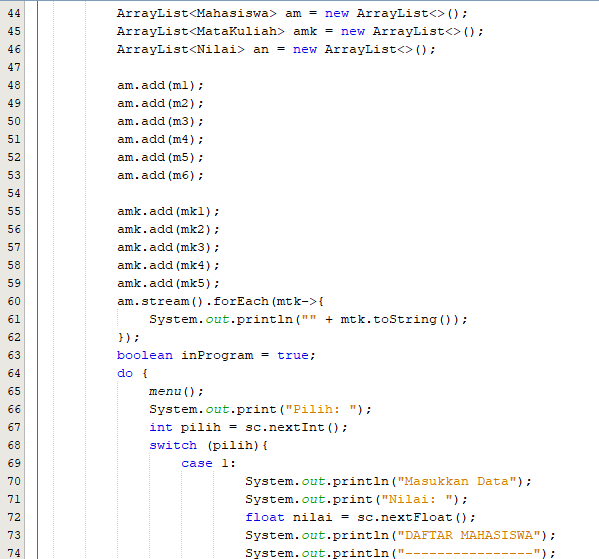 44 ArrayList<Mahasiswa> am = new ArrayList<>();
45 ArrayList<MataKuliah> amk = new ArrayList<>();
46 ArrayList<Nilai> an = new ArrayList<>();
47
48 am.add(m1);
49 am.add(m2);
50 am.add(m3);
51 am.add(m4);
52 am.add(m5);
53 am.add(m6);
54
55 amk.add(mk1);
56 amk.add(mk2);
57 amk.add(mk3);
58 amk.add(mk4);
59 amk.add(mk5);
60 am.stream().forEach(mtk->{
61 System.out.println("" + mtk.toString());
62 });
63 boolean inProgram = true;
64 do {
65 menu();
66 System.out.print("Pilih: ");
67 int pilih = sc.nextInt();
68 switch (pilih){
69 case 1:
70 System.out.println("Masukkan Data");
71 System.out.print("Nilai: ");
72 float nilai = sc.nextFloat();
73 System.out.println("DAFTAR MAHASISWA");
74 System.out.println("----------------");